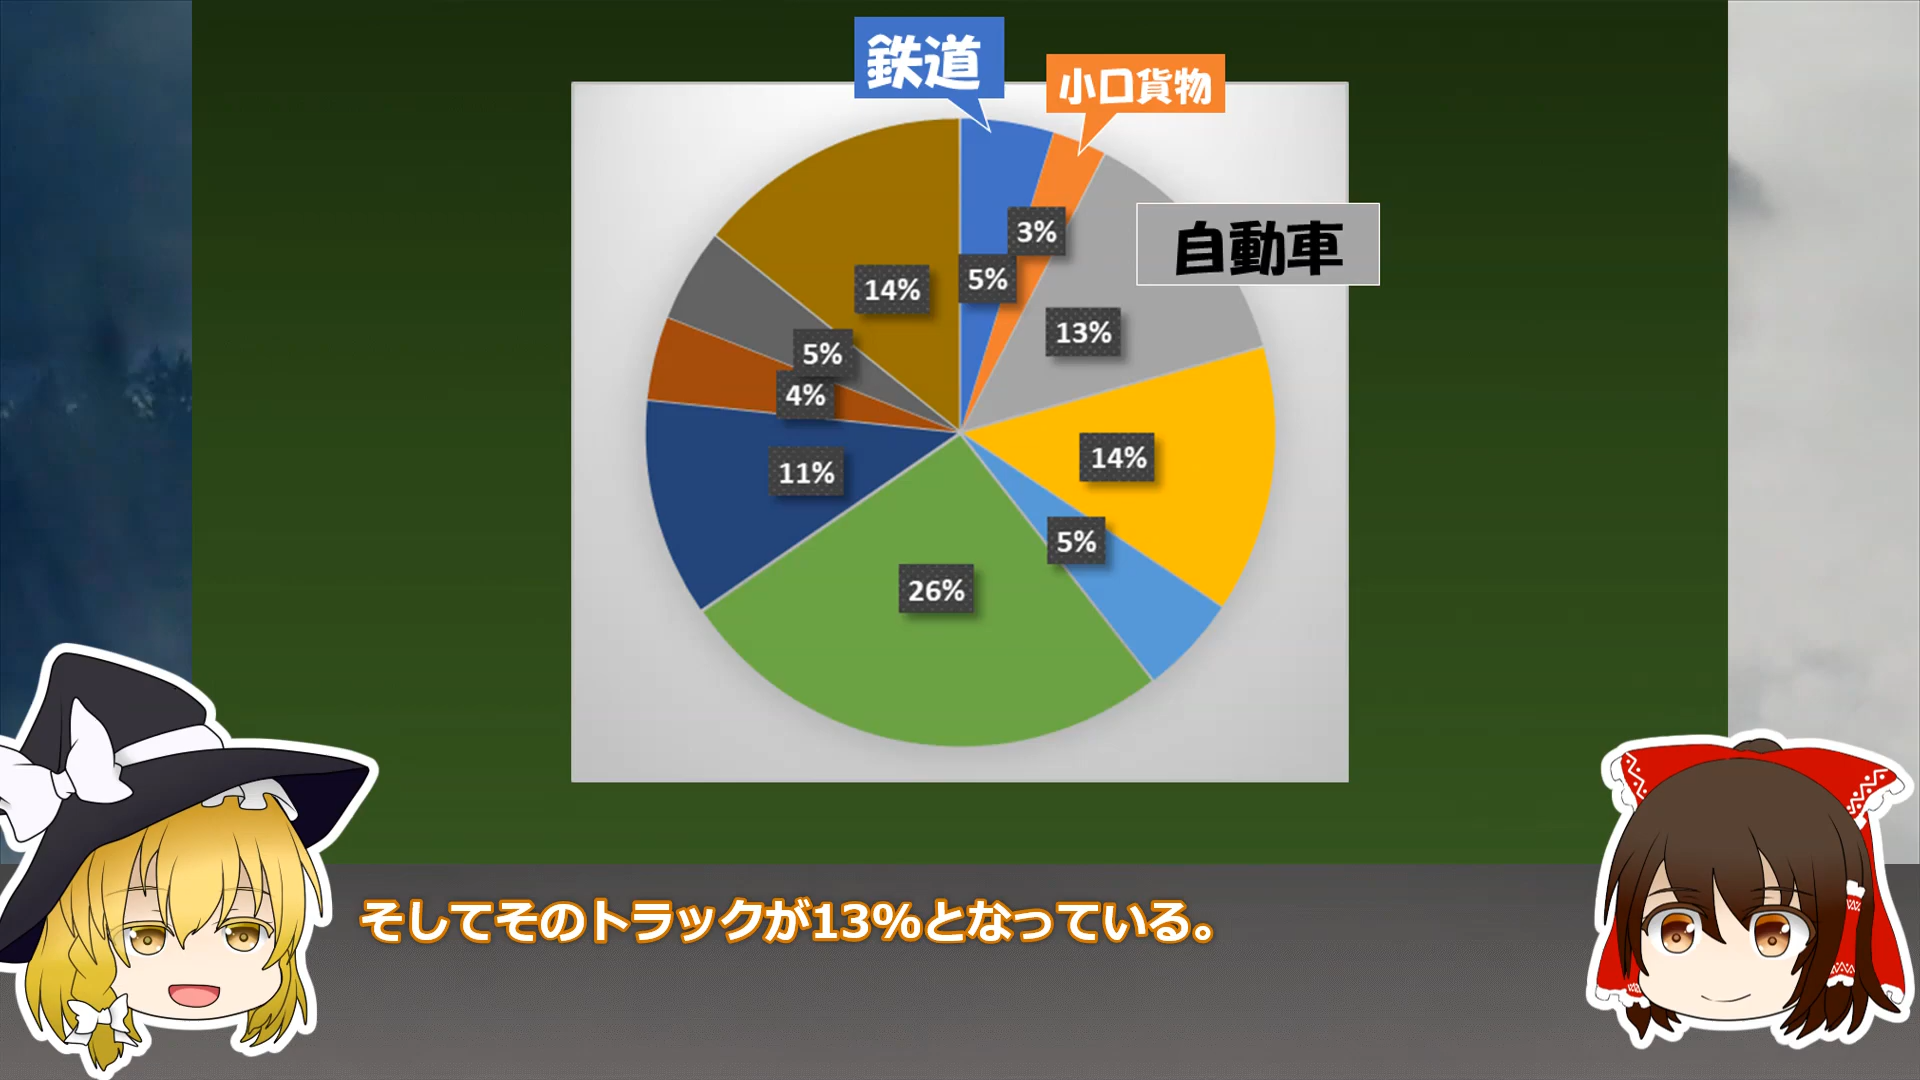 鉄道
小口貨物
自動車
3%
5%
14%
13%
5%
4%
14%
11%
5%
26%
そしてそのトラックが13%となっている。